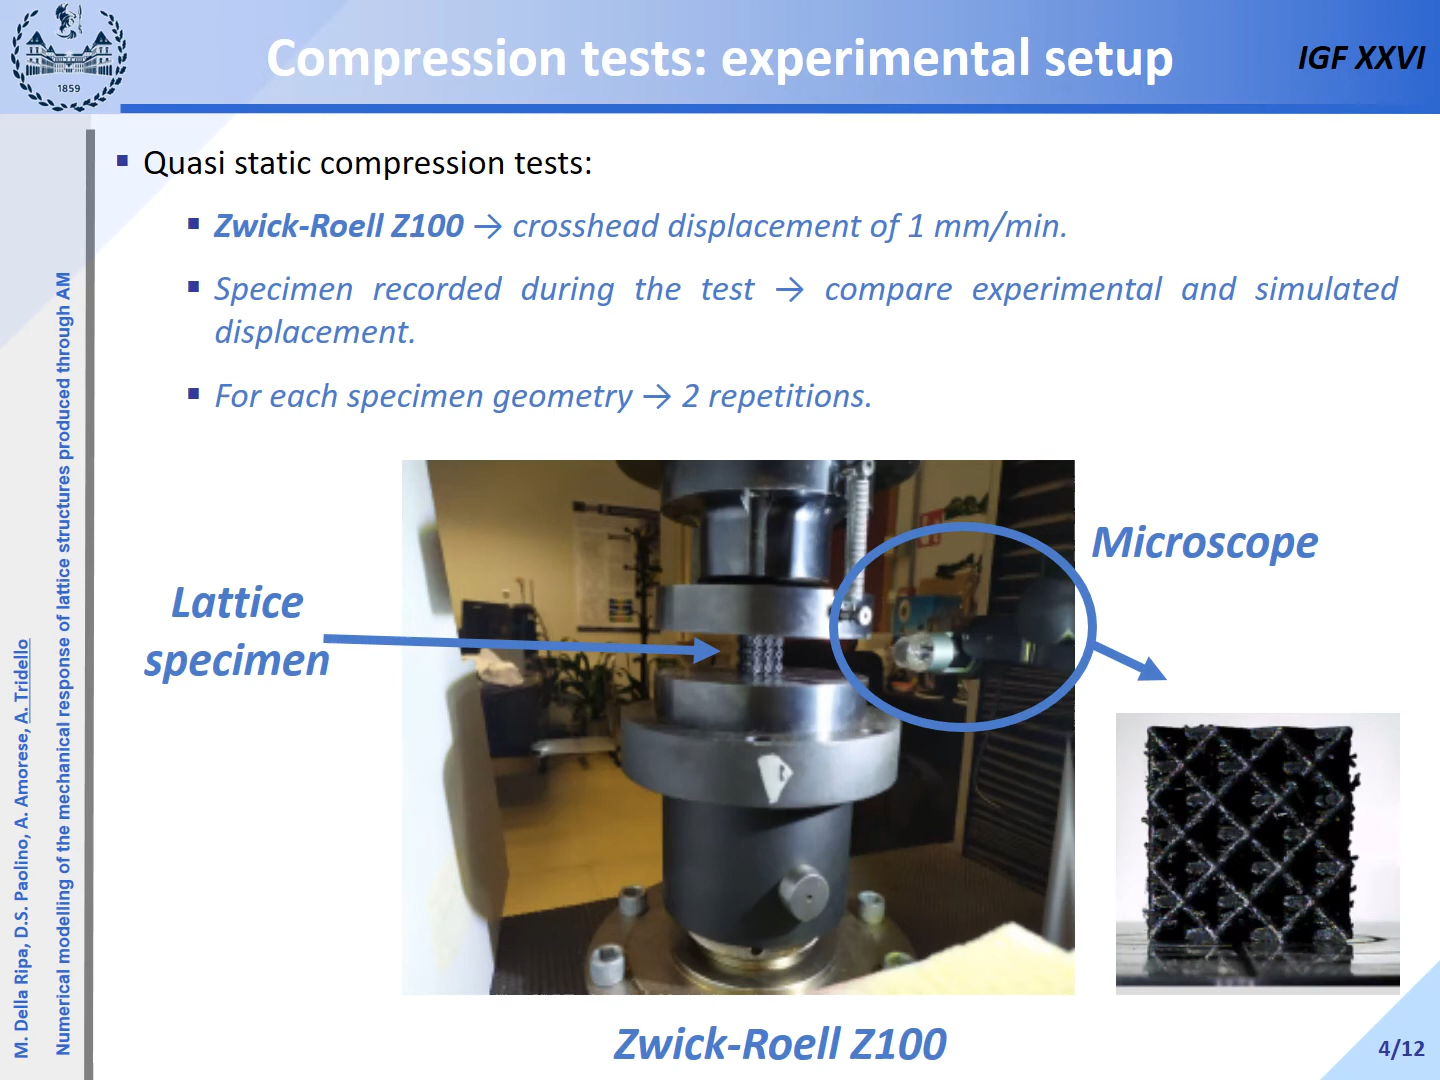 1859
Compression tests: experimental setup
IGF XXVI
▪ Quasi static compression tests:
▪ Zwick-Roell Z100 → crosshead displacement of 1 mm/min.
▪ Specimen recorded during the test → compare experimental and simulated
displacement.
▪ For each specimen geometry → 2 repetitions.
Lattice
specimen
Microscope
Zwick-Roell Z100
M. Della Ripa, D.S. Paolino, A. Amorese, A. Tridello
Numerical modelling of the mechanical response of lattice structures produced through AM
4/12